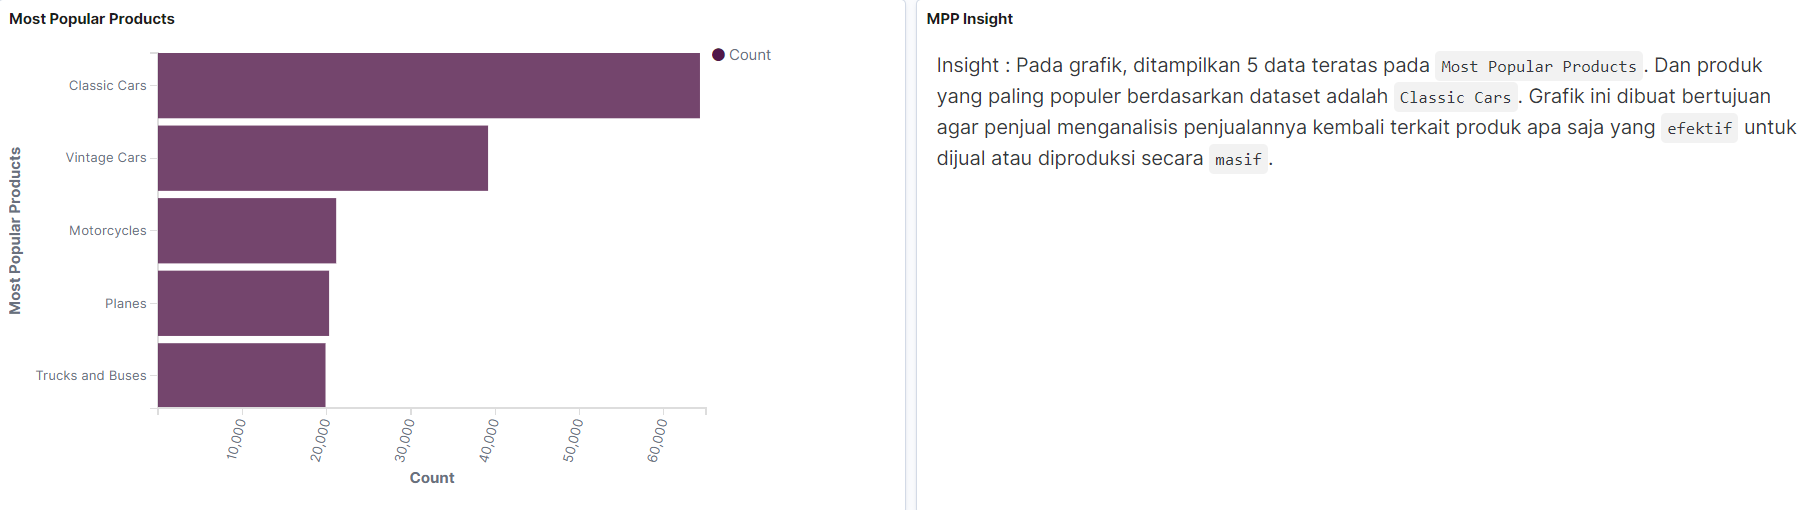 Most Popular Products
Count
Most Popular Products
Classic Cars
Vintage Cars
Motorcycles
Planes
Trucks and Buses
10,000
20,000
30,000
40,000
50,000
60,000
Count
MPP Insight
Insight : Pada grafik, ditampilkan 5 data teratas pada Most Popular Products. Dan produk
yang paling populer berdasarkan dataset adalah Classic Cars. Grafik ini dibuat bertujuan
agar penjual menganalisis penjualannya kembali terkait produk apa saja yang efektif untuk
dijual atau diproduksi secara masif.